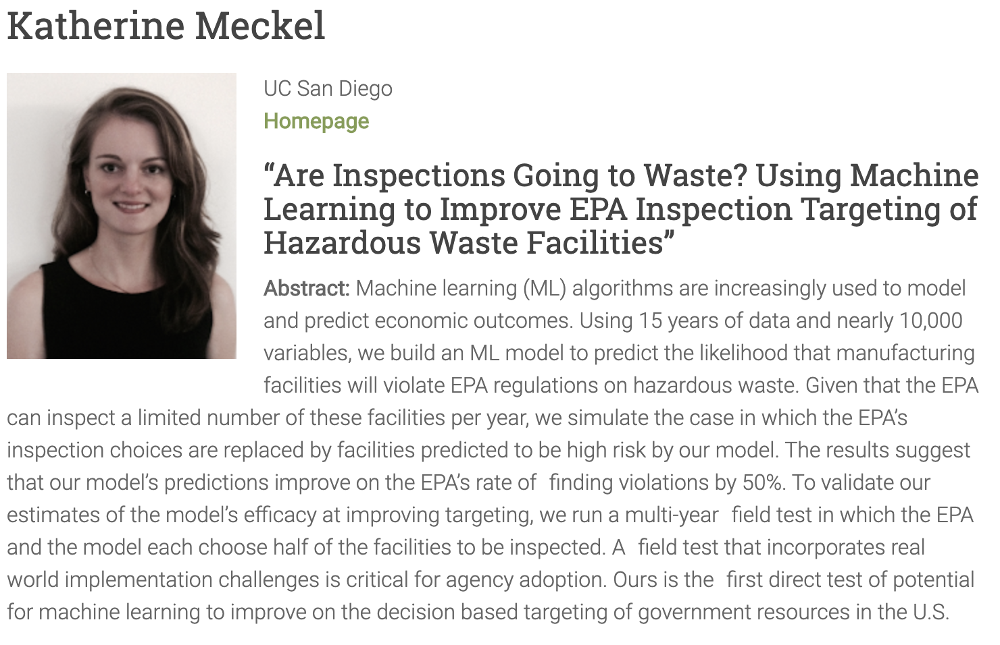 Katherine Meckel
UC San Diego
Homepage
“Are Inspections Going to Waste? Using Machine
Learning to Improve EPA Inspection Targeting of
Hazardous Waste Facilities”
Abstract: Machine learning (ML) algorithms are increasingly used to model
and predict economic outcomes. Using 15 years of data and nearly 10,000
variables, we build an ML model to predict the likelihood that manufacturing
facilities will violate EPA regulations on hazardous waste. Given that the EPA
can inspect a limited number of these facilities per year, we simulate the case in which the EPA’s
inspection choices are replaced by facilities predicted to be high risk by our model. The results suggest
that our model’s predictions improve on the EPA’s rate of  finding violations by 50%. To validate our
estimates of the model’s efficacy at improving targeting, we run a multi-year  field test in which the EPA
and the model each choose half of the facilities to be inspected. A  field test that incorporates real
world implementation challenges is critical for agency adoption. Ours is the  first direct test of potential
for machine learning to improve on the decision based targeting of government resources in the U.S.